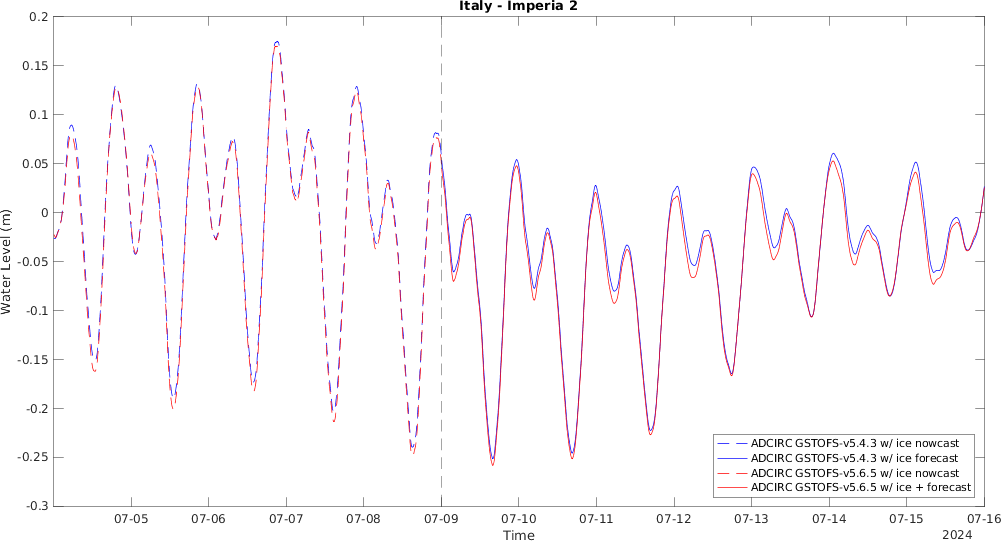 Italy - Imperia 2
0.2
0.15
0.1
0.05
0
-0.05
-0.1
-0.15
-0.2
-0.25
-0.3
Water Level (m)
ADCIRC GSTOFS-v5.4.3 w/ ice nowcast
ADCIRC GSTOFS-v5.4.3 w/ ice forecast
ADCIRC GSTOFS-v5.6.5 w/ ice nowcast
ADCIRC GSTOFS-v5.6.5 w/ ice + forecast
07-05 07-06 07-07 07-08 07-09 07-10 07-11 07-12 07-13 07-14 07-15 07-16
Time
2024